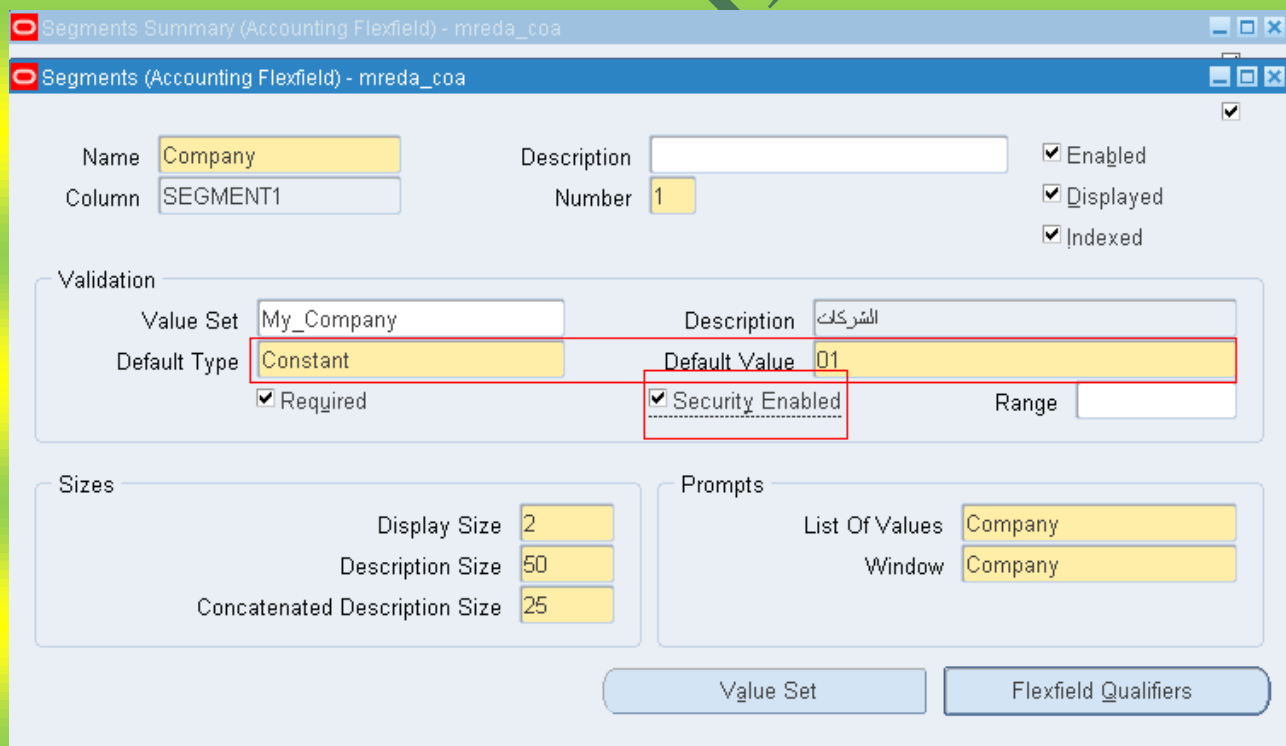 Segments Summary (Accounting Flexfield) - mreda_coa
Segments (Accounting Flexfield) - mreda_coa
Name Company Description Enabled
Column SEGMENT1 Number 1 Displayed
Indexed
Validation
Value Set My_Company Description الشركات
Default Type Constant Default Value 01
Required Security Enabled Range
Sizes Prompts
Display Size 2 List Of Values Company
Description Size 50 Window Company
Concatenated Description Size 25
Value Set Flexfield Qualifiers